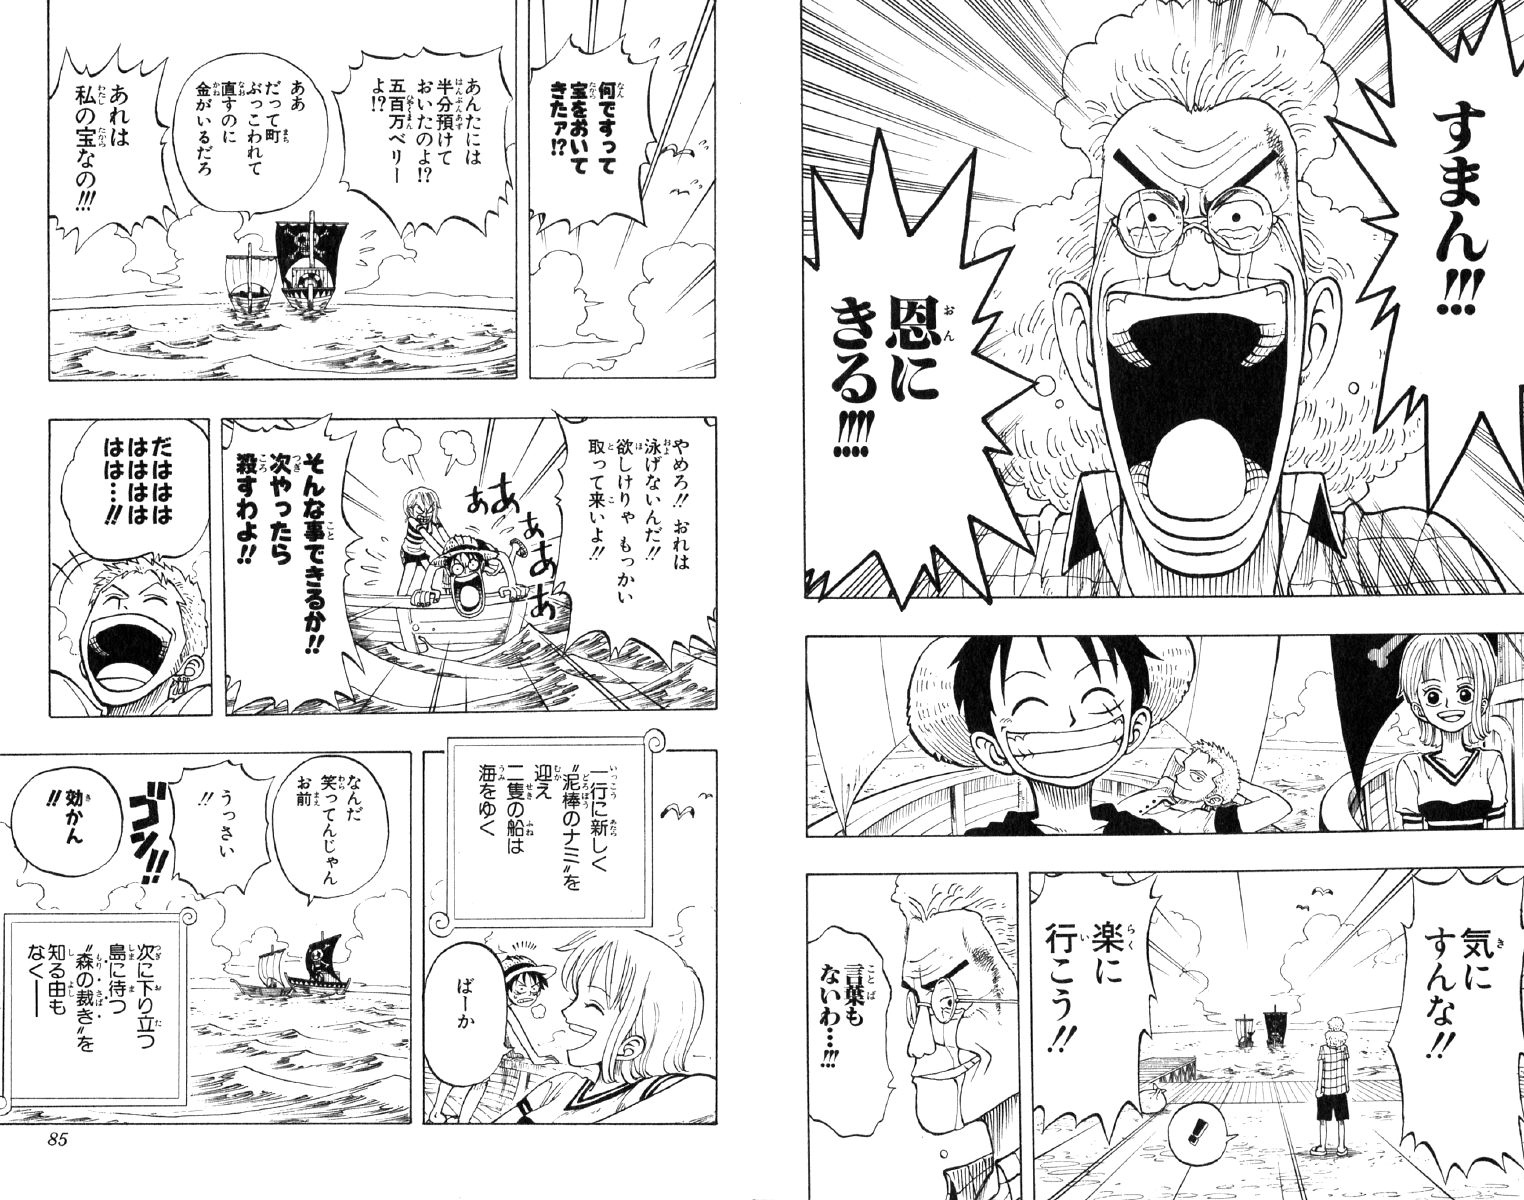 すまん!!!
恩に
きる!!!!!
気に
すんな!!
楽に
行こう!!
!
言葉も
ないわ…!!!
何ですって
宝をおいて
きたァ!?
あんたには
半分預けて
おいたのよ!?
五百万ベリー
よ!?
ああ
だって町
ぶっこわれて
直すのに
金がいるだろ
あれは
私の宝なの!!!
やめろ!! おれは
泳げないんだ!!
欲しけりゃ もっかい
取って来いよ!!
ああああああ
そんな事できるか!!
次やったら
殺すわよ!!
だははは
はははは
はは…!!
一行に新しく
〝泥棒のナミ〟を
迎え
二隻の船は
海をゆく
ばーか
なんだ
笑ってんじゃん
お前
うっさい
!!
ゴン!!
効かん
!!
次に下り立つ
島に待つ
〝森の裁き〟を
知る由も
なく——
85